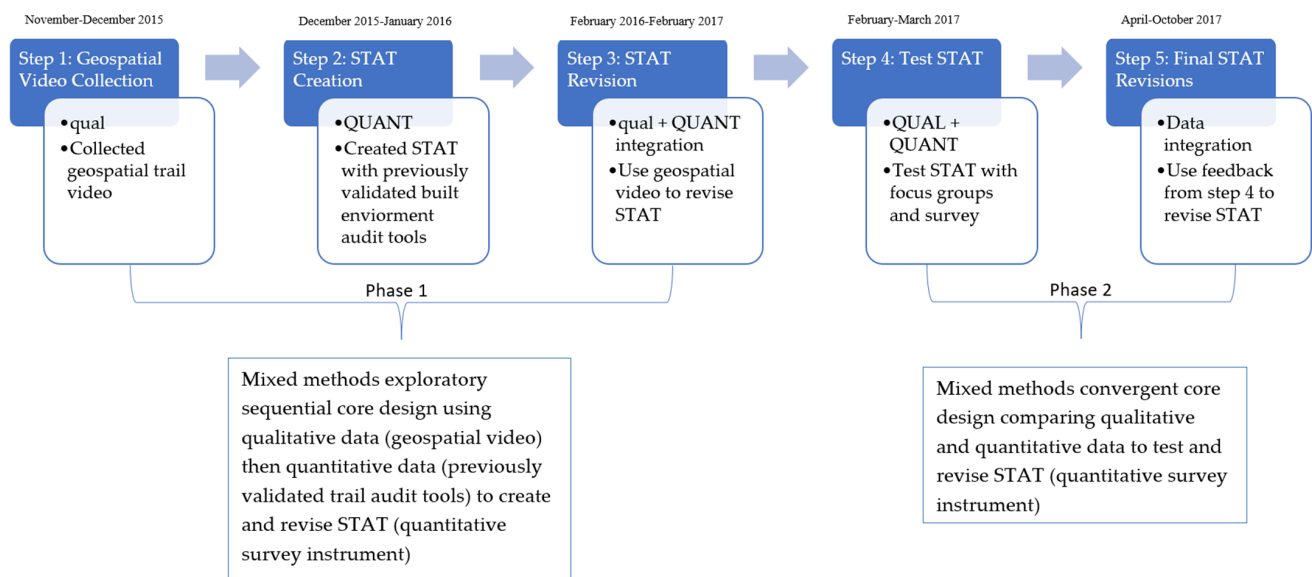 November-December 2015
Step 1: Geospatial
Video Collection
•qual
•Collected
geospatial trail
video
December 2015-January 2016
Step 2: STAT
Creation
•QUANT
•Created STAT
with previously
validated built
enviorment
audit tools
February 2016-February 2017
Step 3: STAT
Revision
•qual + QUANT
integration
•Use geospatial
video to revise
STAT
February-March 2017
Step 4: Test STAT
•QUAL +
QUANT
•Test STAT with
focus groups
and survey
April-October 2017
Step 5: Final STAT
Revisions
•Data
integration
•Use feedback
from step 4 to
revise STAT
Phase 1
Mixed methods exploratory
sequential core design using
qualitative data (geospatial video)
then quantitative data (previously
validated trail audit tools) to create
and revise STAT (quantitative
survey instrument)
Phase 2
Mixed methods convergent core
design comparing qualitative
and quantitative data to test and
revise STAT (quantitative survey
instrument)